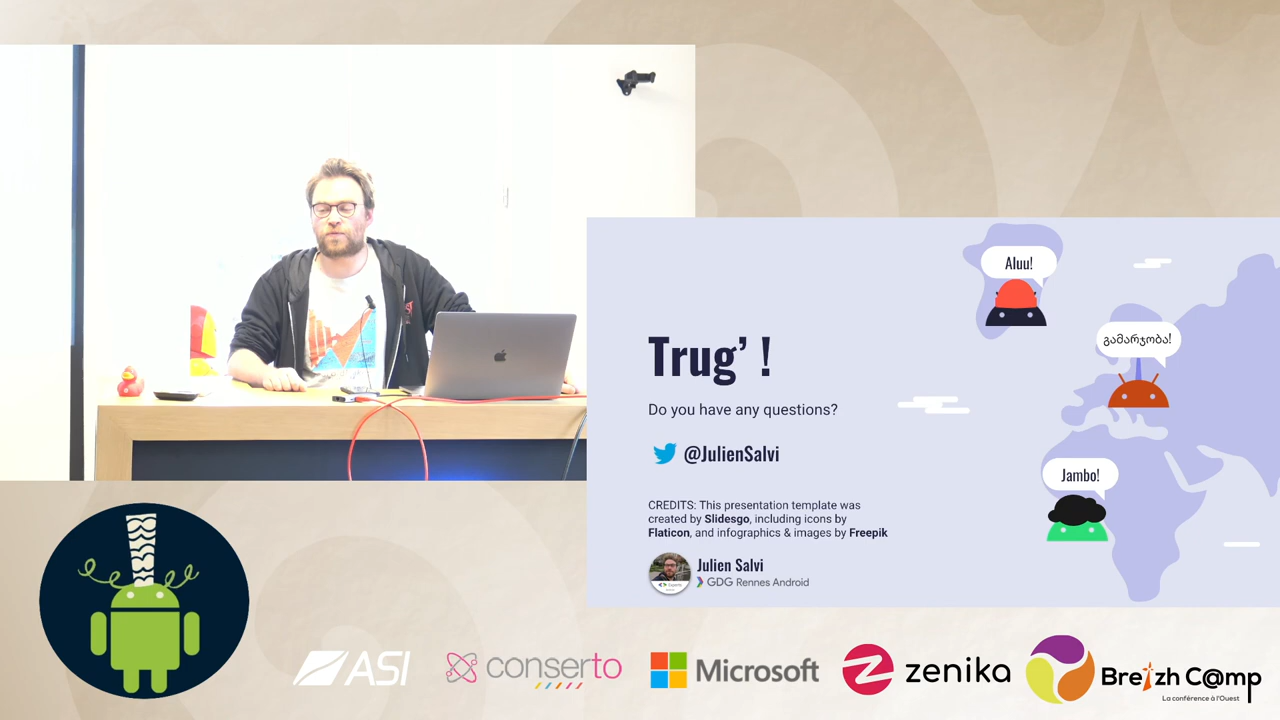 Aluu!
გამარჯობა!
Trug’ !
Do you have any questions?
@JulienSalvi
Jambo!
CREDITS: This presentation template was
created by Slidesgo, including icons by
Flaticon, and infographics & images by Freepik
Julien Salvi
GDG Rennes Android
ASI
conserto
Microsoft
zenika
Breizh C@mp
La conférence à l'Ouest